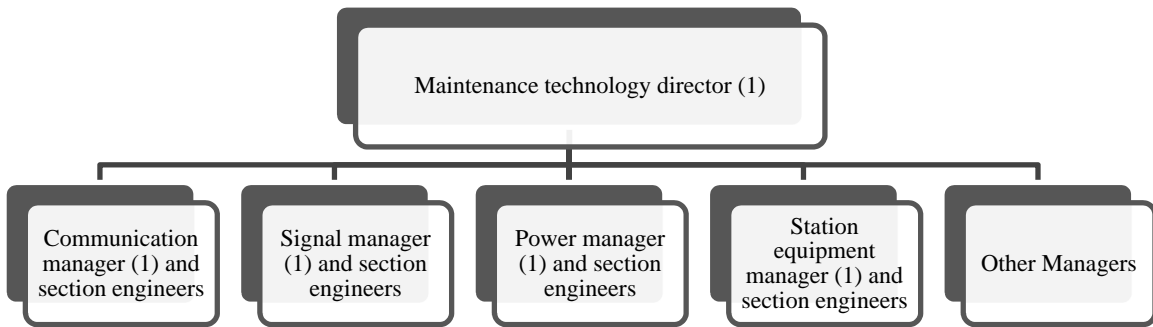 Maintenance technology director (1)
Communication
manager (1) and
section engineers
Signal manager
(1) and section
engineers
Power manager
(1) and section
engineers
Station
equipment
manager (1) and
section engineers
Other Managers